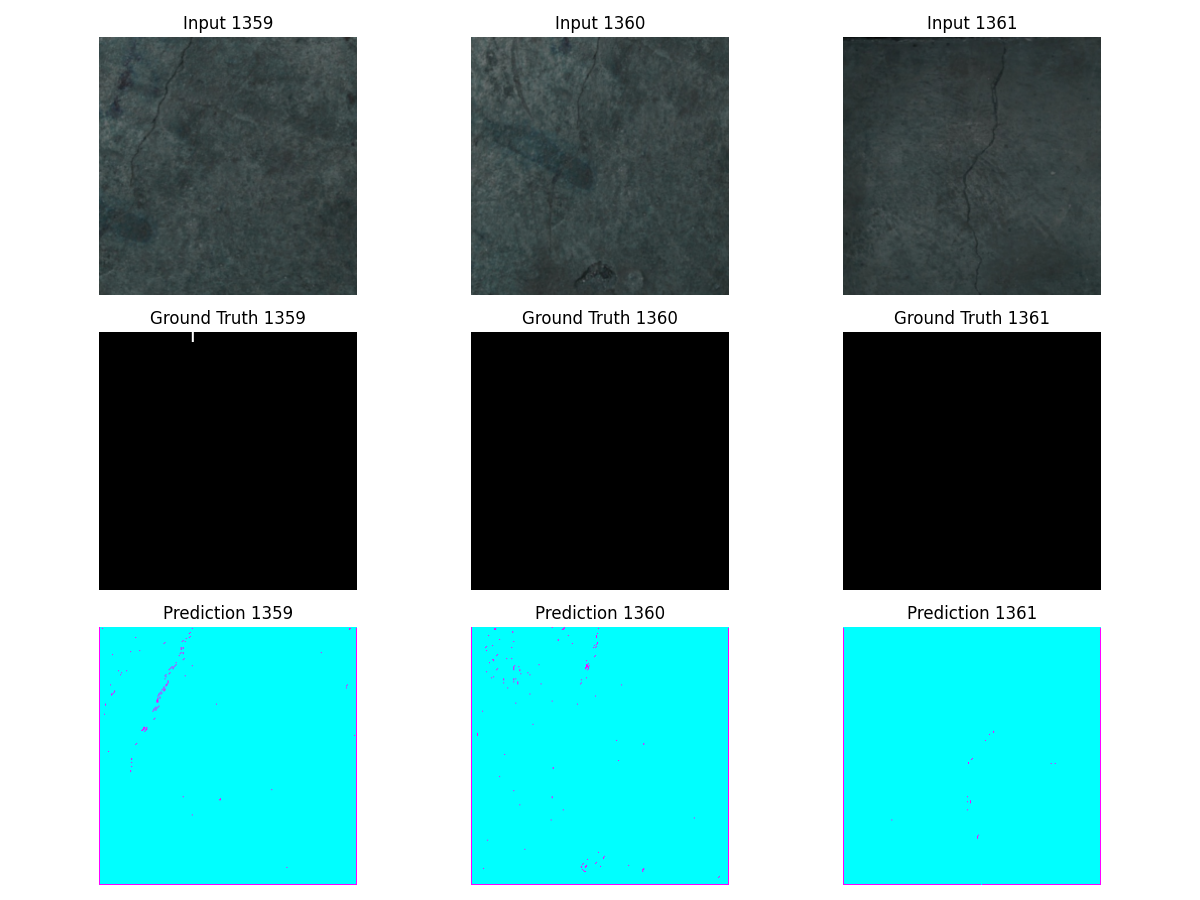 Input 1359
Input 1360
Input 1361
Ground Truth 1359
Ground Truth 1360
Ground Truth 1361
Prediction 1359
Prediction 1360
Prediction 1361